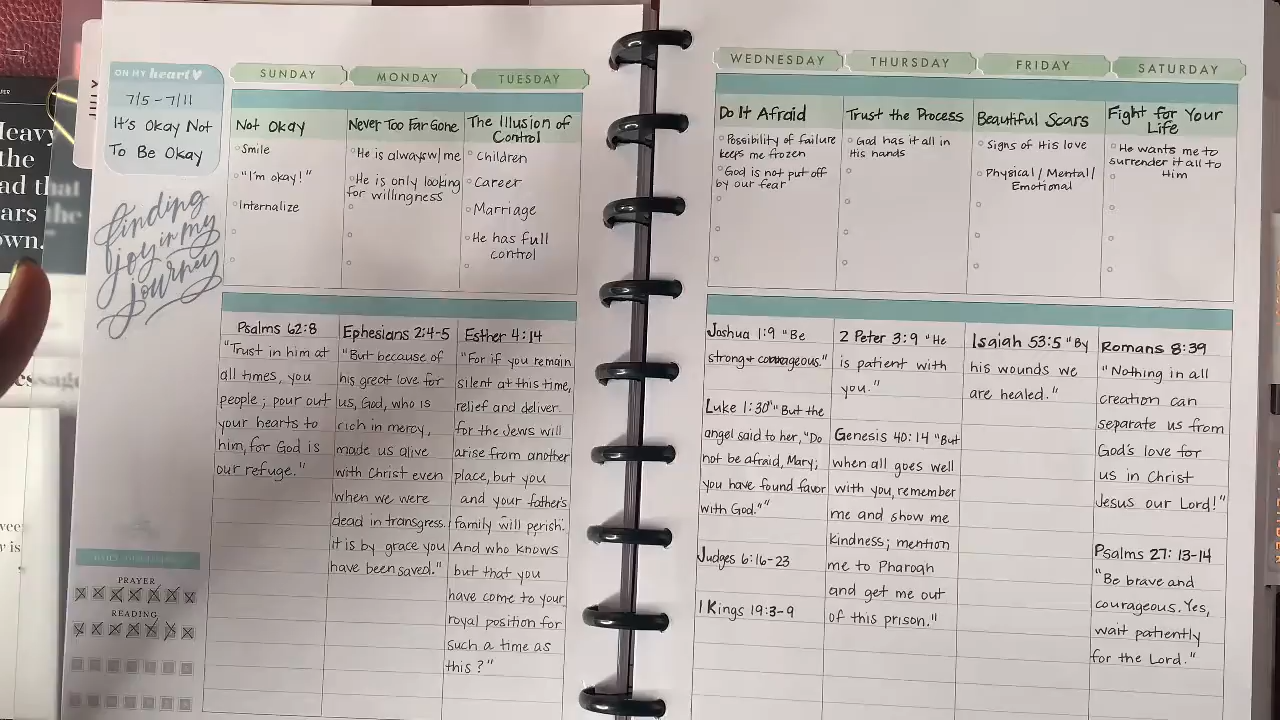 ON MY heart
7/5 - 7/11
It's Okay Not
To Be Okay
finding
joy in my
journey
PRAYER
READING
SUNDAY
Not Okay
Smile
"I'm okay!"
Internalize
Psalms 62:8
"Trust in him at
all times, you
people; pour out
your hearts to
him, for God is
our refuge."
MONDAY
Never Too Far Gone
He is always w/ me
He is only looking
for willingness
Ephesians 2:4-5
"But because of
his great love for
us, God, who is
rich in mercy,
made us alive
with Christ even
when we were
dead in transgress.
it is by grace you
have been saved."
TUESDAY
The Illusion of
Control
Children
Career
Marriage
He has full
control
Esther 4:14
"For if you remain
silent at this time,
relief and deliver.
for the Jews will
arise from another
place, but you
and your father's
family will perish.
And who knows
but that you
have come to your
royal position for
such a time as
this?"
WEDNESDAY
Do It Afraid
Possibility of failure
keeps me frozen
God is not put off
by our fear
Joshua 1:9 "Be
strong + courageous."
Luke 1:30 "But the
angel said to her, "Do
not be afraid, Mary;
you have found favor
with God.""
Judges 6:16-23
1 Kings 19:3-9
THURSDAY
Trust the Process
God has it all in
His hands
2 Peter 3:9 "He
is patient with
you."
Genesis 40:14 "But
when all goes well
with you, remember
me and show me
kindness; mention
me to Pharoah
and get me out
of this prison."
FRIDAY
Beautiful Scars
Signs of His love
Physical / Mental /
Emotional
Isaiah 53:5 "By
his wounds we
are healed."
SATURDAY
Fight for Your
Life
He wants me to
surrender it all to
Him
Romans 8:39
"Nothing in all
creation can
separate us from
God's love for
us in Christ
Jesus our Lord!"
Psalms 27:13-14
"Be brave and
courageous. Yes,
wait patiently
for the Lord."